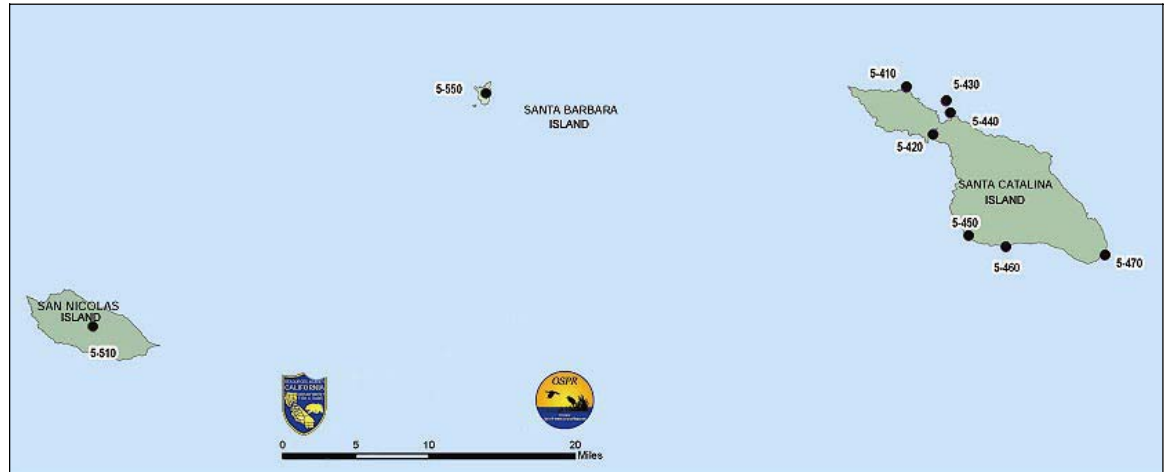 5-410
5-430
5-550
SANTA BARBARA
ISLAND
5-440
5-420
SANTA CATALINA
ISLAND
5-450
5-460
5-470
SAN NICOLAS
ISLAND
5-510
CALIFORNIA
OSPR
0 5 10 20
Miles